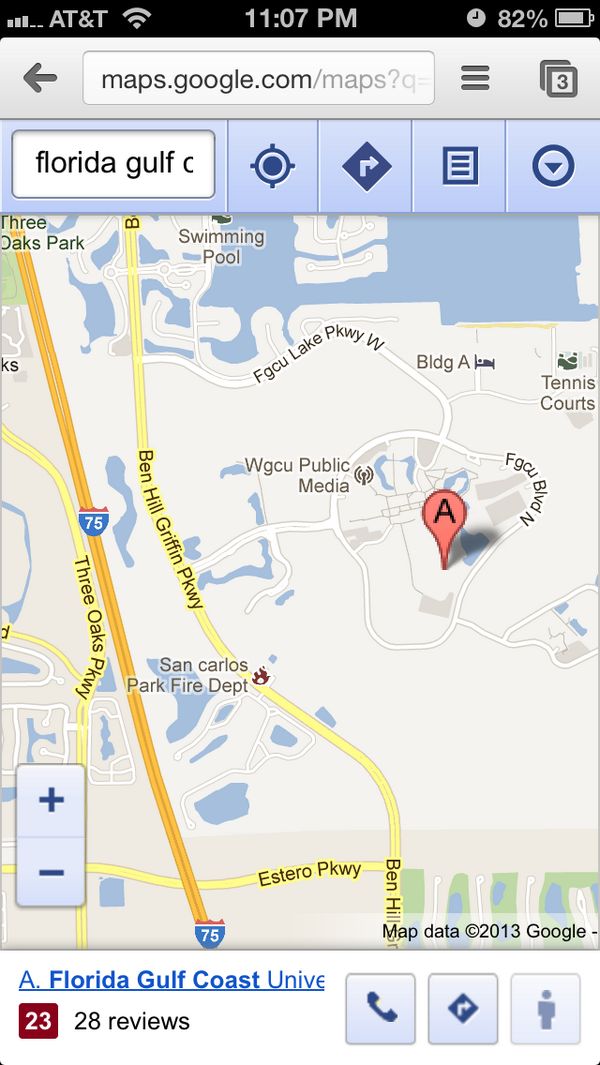 AT&T 11:07 PM 82%
maps.google.com/maps?q=
3
florida gulf c
Three
Oaks Park
B
Swimming
Pool
Fgcu Lake Pkwy W
ks
Bldg A
Tennis
Courts
Wgcu Public
Media
Fgcu Blvd N
A
Ben Hill Griffin Pkwy
75
Three Oaks Pkwy
d
San carlos
Park Fire Dept
+
−
Estero Pkwy
Ben Hill Gr
75
Map data ©2013 Google -
A. Florida Gulf Coast Unive
23 28 reviews